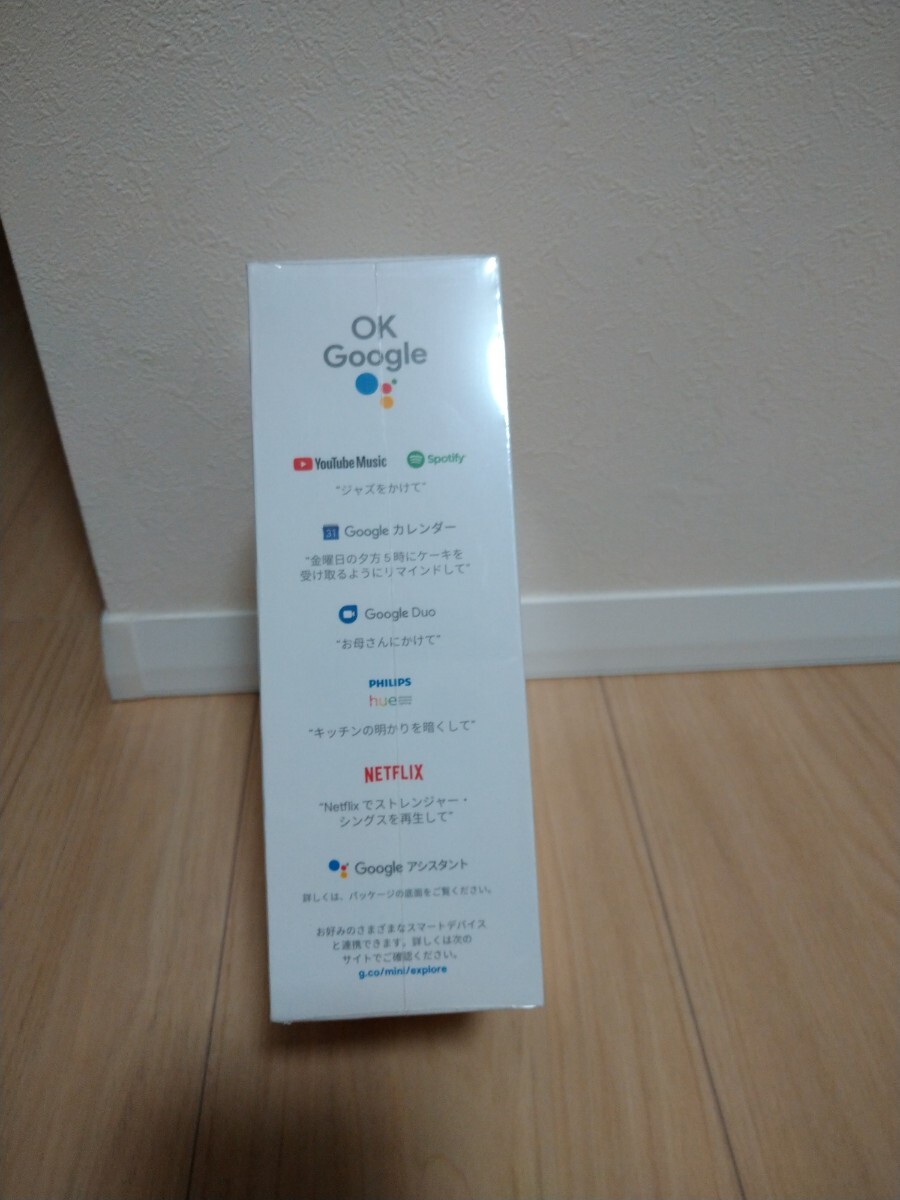 OK
Google
YouTube Music Spotify
"ジャズをかけて"
31 Google カレンダー
"金曜日の夕方5時にケーキを
受け取るようにリマインドして"
Google Duo
"お母さんにかけて"
PHILIPS
hue
"キッチンの明かりを暗くして"
NETFLIX
"Netflix でストレンジャー・
シングスを再生して"
Google アシスタント
詳しくは、パッケージの底面をご覧ください。
お好みのさまざまなスマートデバイス
と連携できます。詳しくは次の
サイトでご確認ください。
g.co/mini/explore